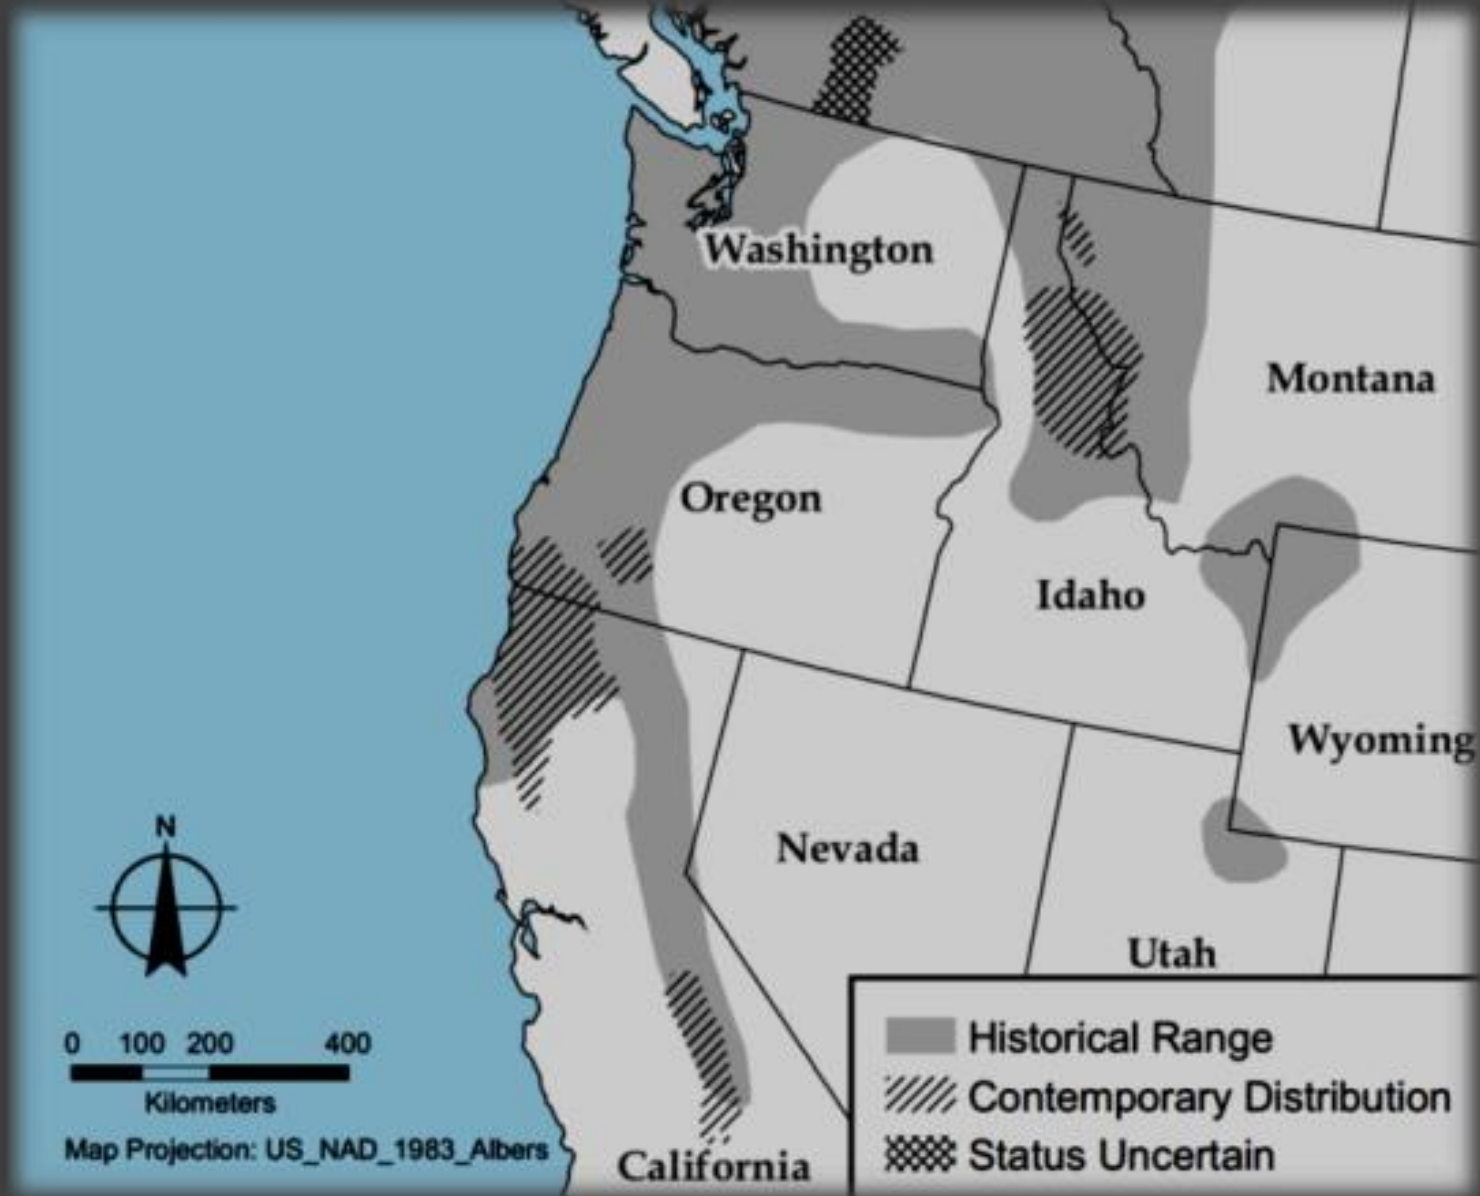 Washington
Montana
Oregon
Idaho
Wyoming
N
Nevada
Utah
0 100 200 400
Kilometers
Map Projection: US_NAD_1983_Albers
California
Historical Range
Contemporary Distribution
Status Uncertain